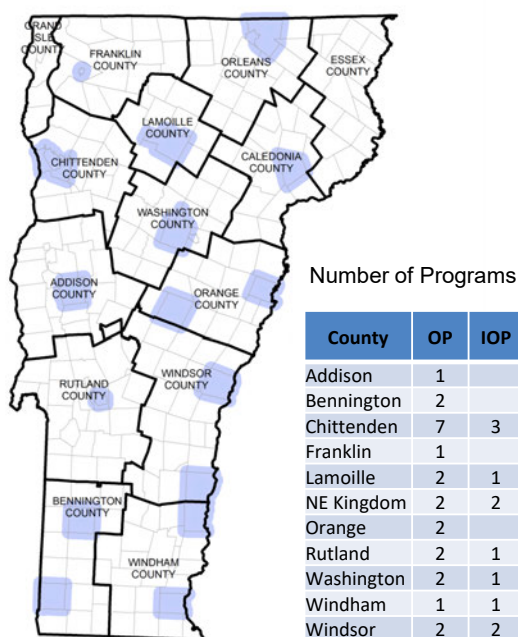 GRAND
ISLE
COUNTY
FRANKLIN
COUNTY
ORLEANS
COUNTY
ESSEX
COUNTY
LAMOILLE
COUNTY
CALEDONIA
COUNTY
CHITTENDEN
COUNTY
WASHINGTON
COUNTY
ADDISON
COUNTY
ORANGE
COUNTY
RUTLAND
COUNTY
WINDSOR
COUNTY
BENNINGTON
COUNTY
WINDHAM
COUNTY
Number of Programs
County OP IOP
Addison 1
Bennington 2
Chittenden 7 3
Franklin 1
Lamoille 2 1
NE Kingdom 2 2
Orange 2
Rutland 2 1
Washington 2 1
Windham 1 1
Windsor 2 2